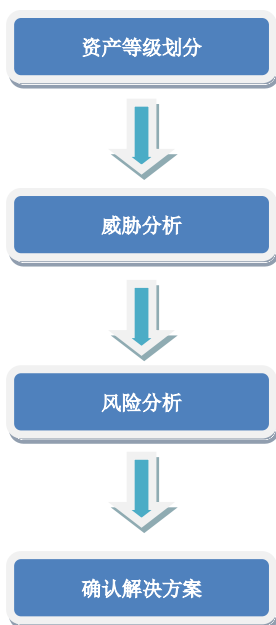 资产等级划分
威胁分析
风险分析
确认解决方案